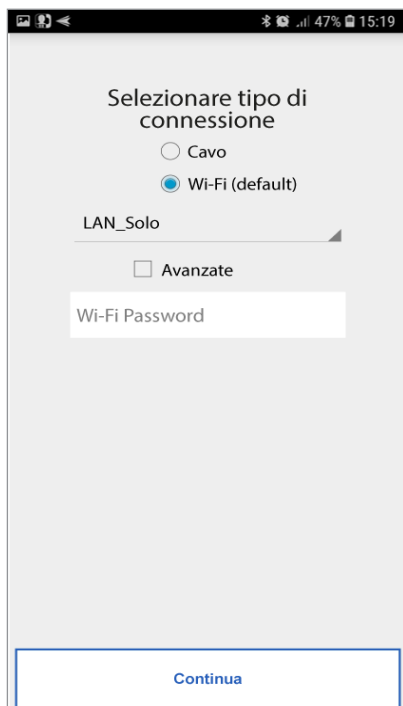 47% 15:19
Selezionare tipo di
connessione
Cavo
Wi-Fi (default)
LAN_Solo
Avanzate
Wi-Fi Password
Continua